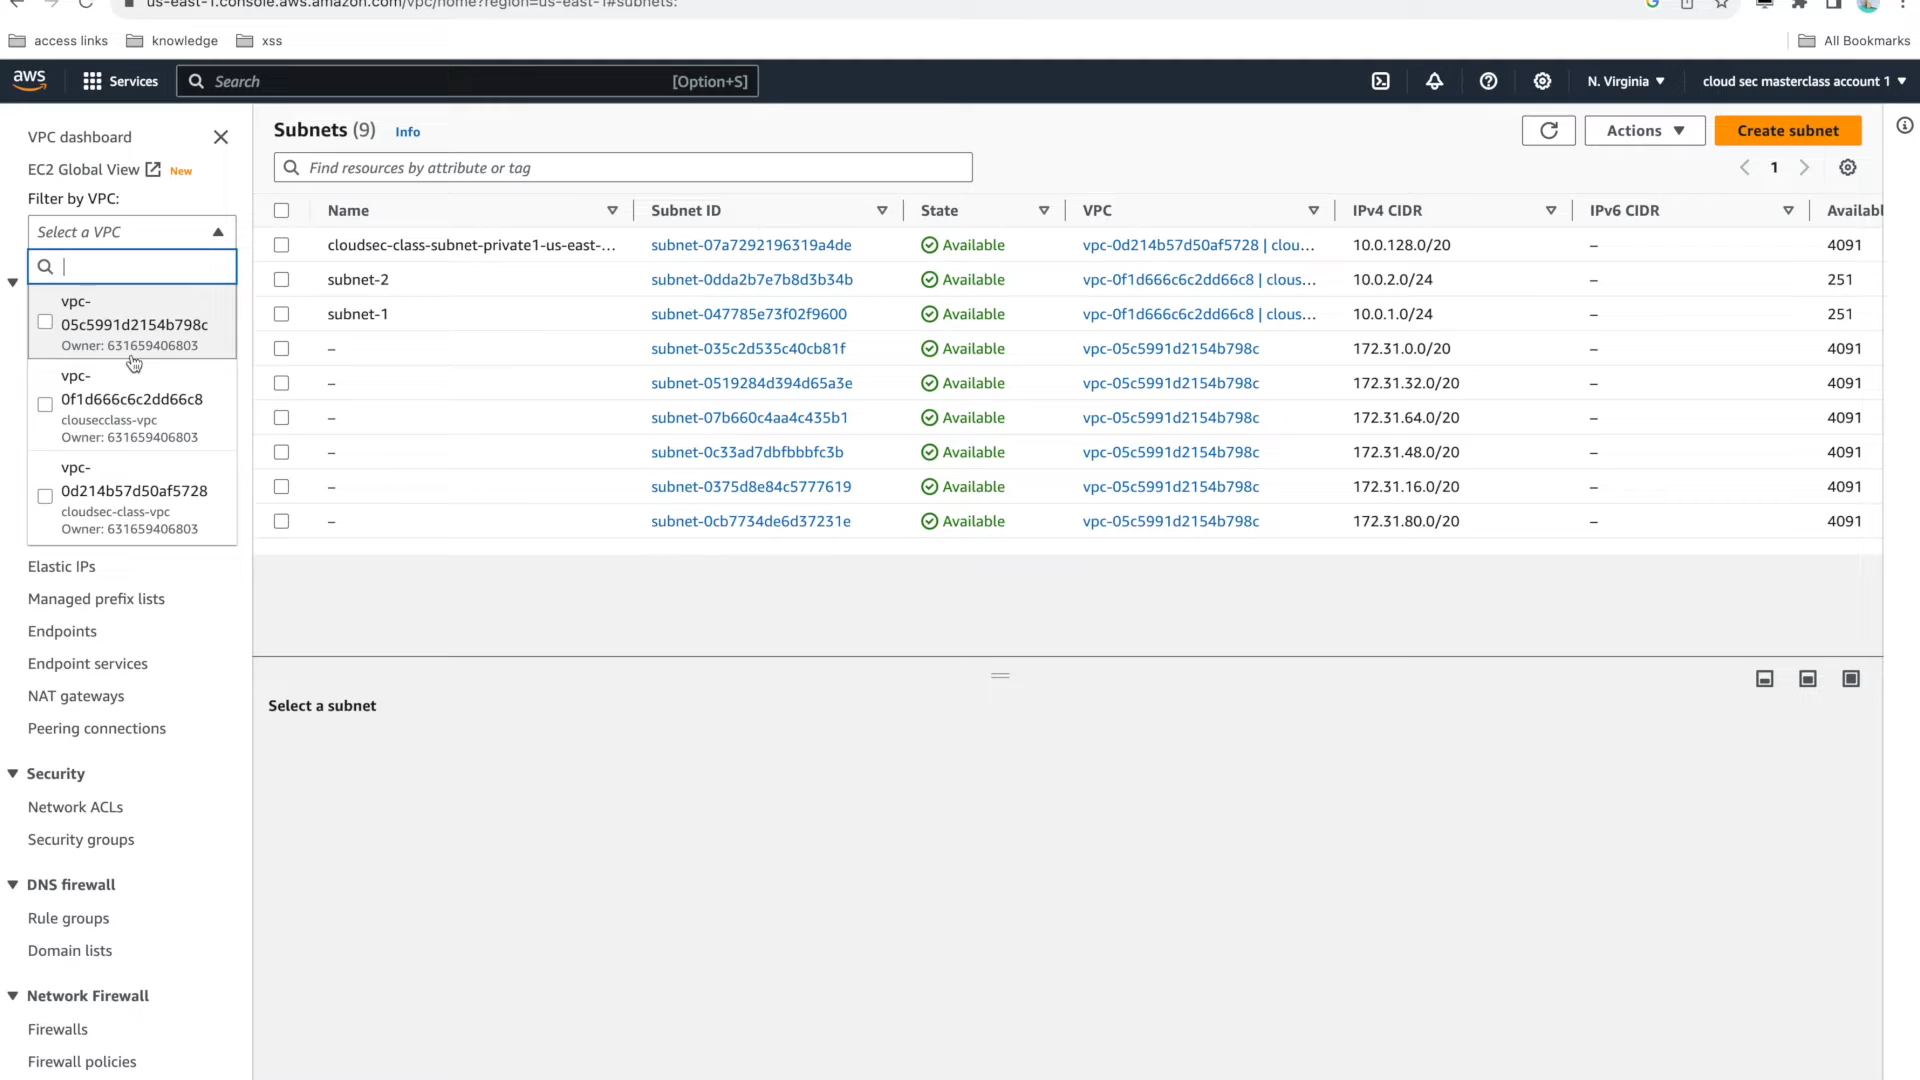 us-east-1.console.aws.amazon.com/vpc/home?region=us-east-1#subnets:
access links
knowledge
xss
All Bookmarks
aws
Services
Search
[Option+S]
N. Virginia
cloud sec masterclass account 1
VPC dashboard
EC2 Global View New
Filter by VPC:
Select a VPC
vpc-
05c5991d2154b798c
Owner: 631659406803
vpc-
0f1d666c6c2dd66c8
clousecclass-vpc
Owner: 631659406803
vpc-
0d214b57d50af5728
cloudsec-class-vpc
Owner: 631659406803
Elastic IPs
Managed prefix lists
Endpoints
Endpoint services
NAT gateways
Peering connections
Security
Network ACLs
Security groups
DNS firewall
Rule groups
Domain lists
Network Firewall
Firewalls
Firewall policies
Subnets (9) Info
Actions
Create subnet
Find resources by attribute or tag
1
Name Subnet ID State VPC IPv4 CIDR IPv6 CIDR Availabl
cloudsec-class-subnet-private1-us-east-... subnet-07a7292196319a4de Available vpc-0d214b57d50af5728 | clou... 10.0.128.0/20 – 4091
subnet-2 subnet-0dda2b7e7b8d3b34b Available vpc-0f1d666c6c2dd66c8 | clous... 10.0.2.0/24 – 251
subnet-1 subnet-047785e73f02f9600 Available vpc-0f1d666c6c2dd66c8 | clous... 10.0.1.0/24 – 251
– subnet-035c2d535c40cb81f Available vpc-05c5991d2154b798c 172.31.0.0/20 – 4091
– subnet-0519284d394d65a3e Available vpc-05c5991d2154b798c 172.31.32.0/20 – 4091
– subnet-07b660c4aa4c435b1 Available vpc-05c5991d2154b798c 172.31.64.0/20 – 4091
– subnet-0c33ad7dbfbbbfc3b Available vpc-05c5991d2154b798c 172.31.48.0/20 – 4091
– subnet-0375d8e84c5777619 Available vpc-05c5991d2154b798c 172.31.16.0/20 – 4091
– subnet-0cb7734de6d37231e Available vpc-05c5991d2154b798c 172.31.80.0/20 – 4091
Select a subnet